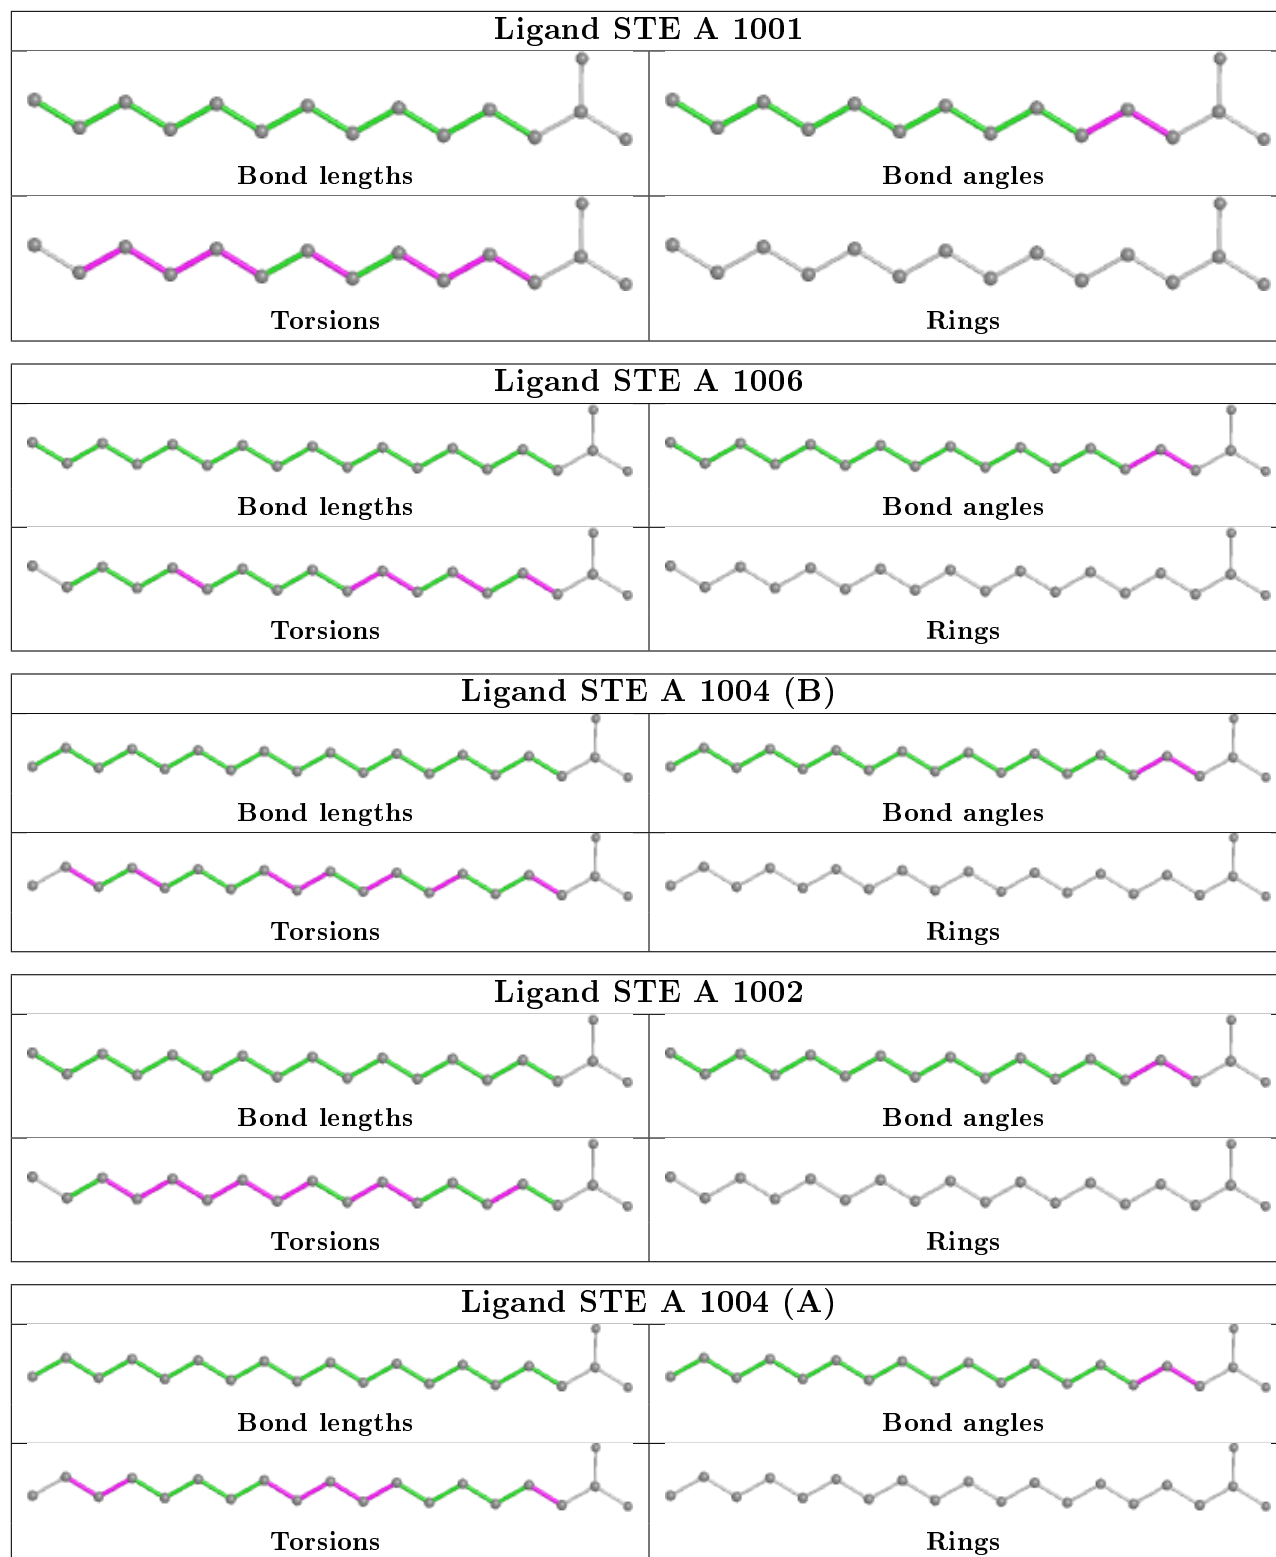 Ligand STE A 1001
Bond lengths
Bond angles
Torsions
Rings
Ligand STE A 1006
Bond lengths
Bond angles
Torsions
Rings
Ligand STE A 1004 (B)
Bond lengths
Bond angles
Torsions
Rings
Ligand STE A 1002
Bond lengths
Bond angles
Torsions
Rings
Ligand STE A 1004 (A)
Bond lengths
Bond angles
Torsions
Rings